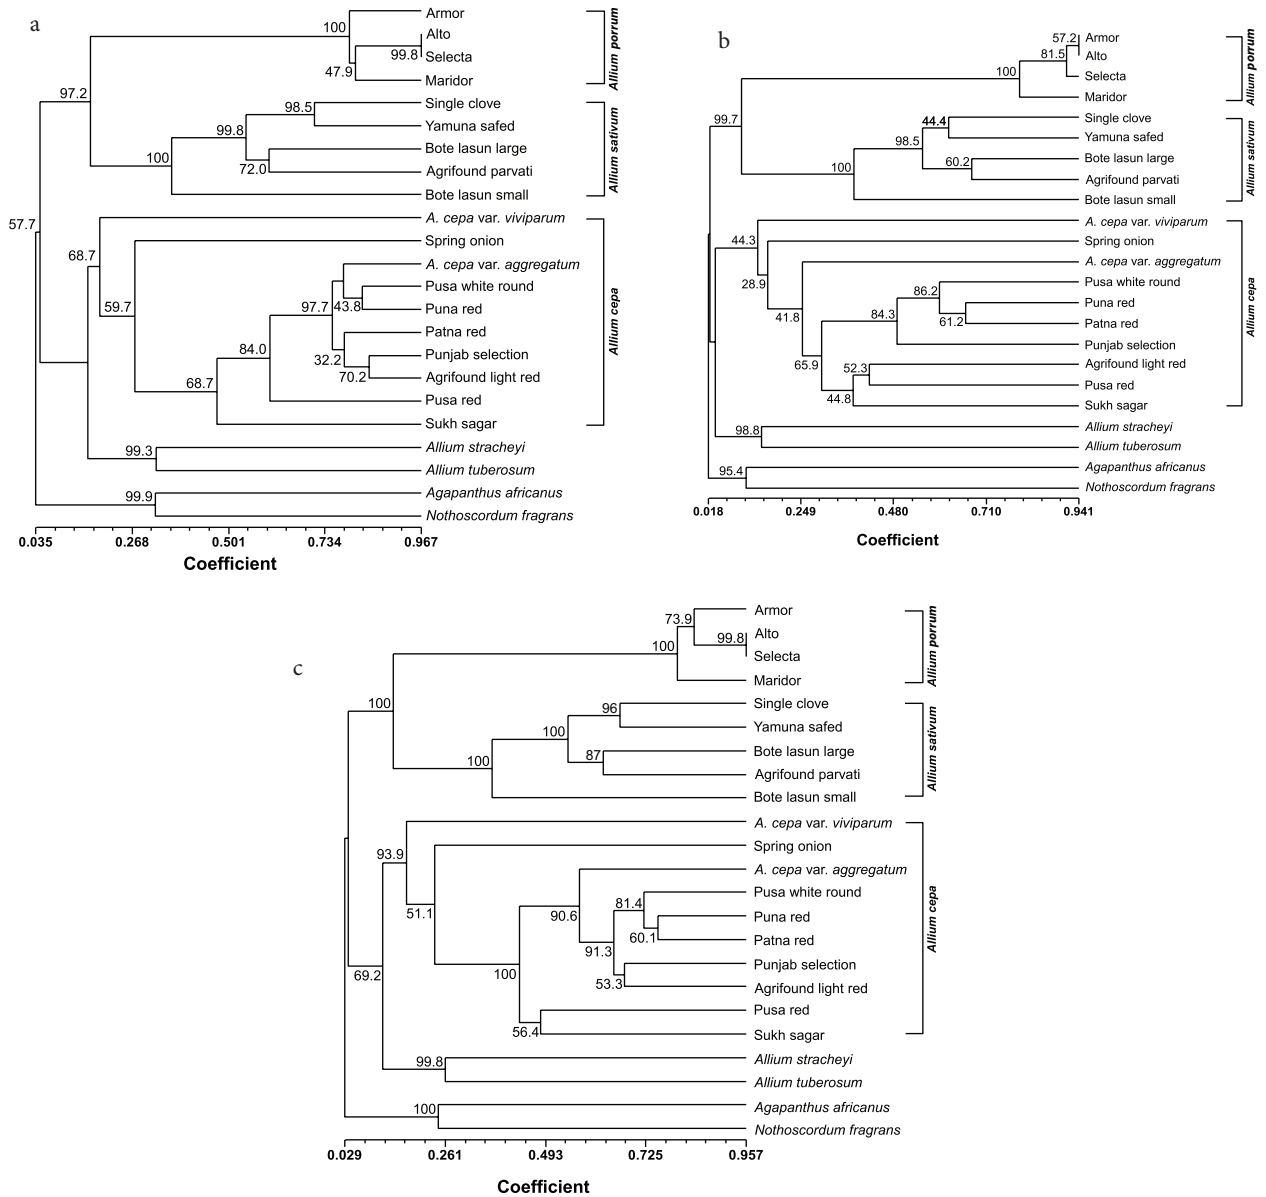 a
Armor
Alto
Selecta
Maridor
Single clove
Yamuna safed
Bote lasun large
Agrifound parvati
Bote lasun small
A. cepa var. viviparum
Spring onion
A. cepa var. aggregatum
Pusa white round
Puna red
Patna red
Punjab selection
Agrifound light red
Pusa red
Sukh sagar
Allium stracheyi
Allium tuberosum
Agapanthus africanus
Nothoscordum fragrans
100
99.8
47.9
97.2
98.5
99.8
100
72.0
57.7
68.7
59.7
97.7
43.8
84.0
32.2
68.7
70.2
99.3
99.9
Allium porrum
Allium sativum
Allium cepa
0.035 0.268 0.501 0.734 0.967
Coefficient
b
Armor
Alto
Selecta
Maridor
Single clove
Yamuna safed
Bote lasun large
Agrifound parvati
Bote lasun small
A. cepa var. viviparum
Spring onion
A. cepa var. aggregatum
Pusa white round
Puna red
Patna red
Punjab selection
Agrifound light red
Pusa red
Sukh sagar
Allium stracheyi
Allium tuberosum
Agapanthus africanus
Nothoscordum fragrans
57.2
81.5
100
99.7
44.4
98.5
60.2
100
44.3
28.9
86.2
41.8
84.3
61.2
65.9
52.3
44.8
98.8
95.4
Allium porrum
Allium sativum
Allium cepa
0.018 0.249 0.480 0.710 0.941
Coefficient
c
Armor
Alto
Selecta
Maridor
Single clove
Yamuna safed
Bote lasun large
Agrifound parvati
Bote lasun small
A. cepa var. viviparum
Spring onion
A. cepa var. aggregatum
Pusa white round
Puna red
Patna red
Punjab selection
Agrifound light red
Pusa red
Sukh sagar
Allium stracheyi
Allium tuberosum
Agapanthus africanus
Nothoscordum fragrans
73.9
99.8
100
100
96
100
87
100
93.9
51.1
81.4
90.6
60.1
91.3
69.2
100
53.3
56.4
99.8
100
Allium porrum
Allium sativum
Allium cepa
0.029 0.261 0.493 0.725 0.957
Coefficient